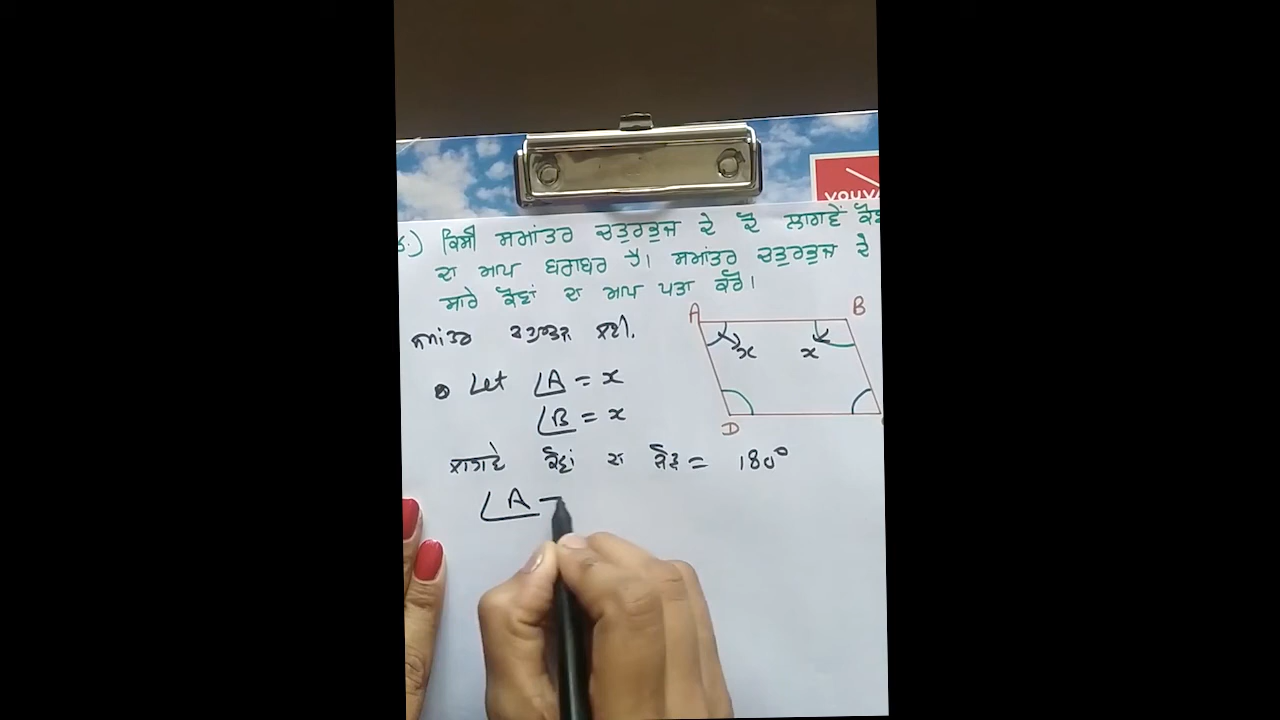 5.) ਕਿਸੀ ਸਮਾਂਤਰ ਚਤੁਰਭੁਜ ਦੇ ਦੋ ਲਾਗਵੇਂ ਕੋਣ
ਦਾ ਮਾਪ ਬਰਾਬਰ ਹੈ। ਸਮਾਂਤਰ ਚਤੁਰਭੁਜ ਦੇ
ਸਾਰੇ ਕੋਣਾਂ ਦਾ ਮਾਪ ਪਤਾ ਕਰੋ।
A B
ਸਮਾਂਤਰ ਚਤੁਰਭੁਜ ਲਈ.
x x
Let ∠A = x
∠B = x
D
ਲਾਗਵੇ ਕੋਣਾਂ ਦਾ ਜੋੜ = 180°
∠A